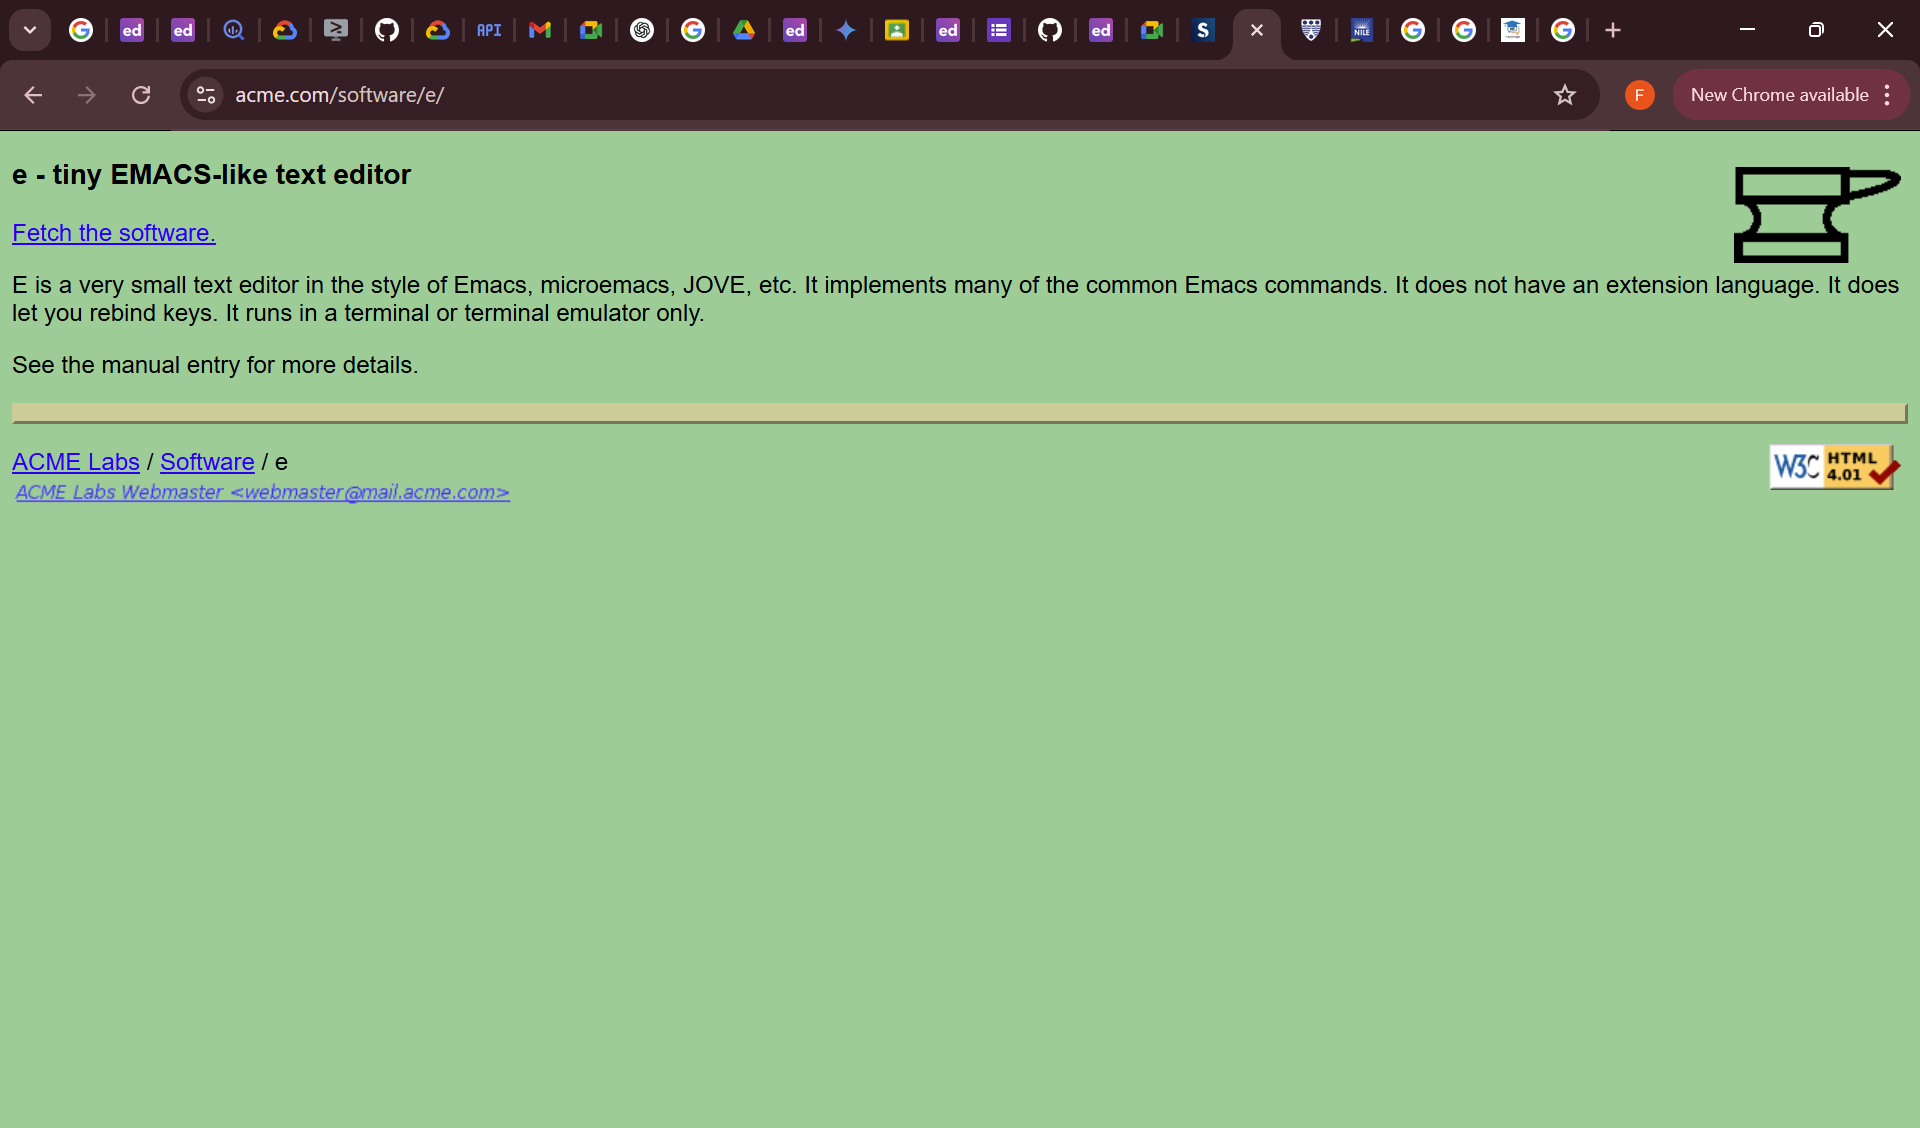 ed ed API ed ed ed S NILE
acme.com/software/e/ F New Chrome available
e - tiny EMACS-like text editor
Fetch the software.
E is a very small text editor in the style of Emacs, microemacs, JOVE, etc. It implements many of the common Emacs commands. It does not have an extension language. It does
let you rebind keys. It runs in a terminal or terminal emulator only.
See the manual entry for more details.
ACME Labs / Software / e
ACME Labs Webmaster <webmaster@mail.acme.com>
W3C HTML
4.01